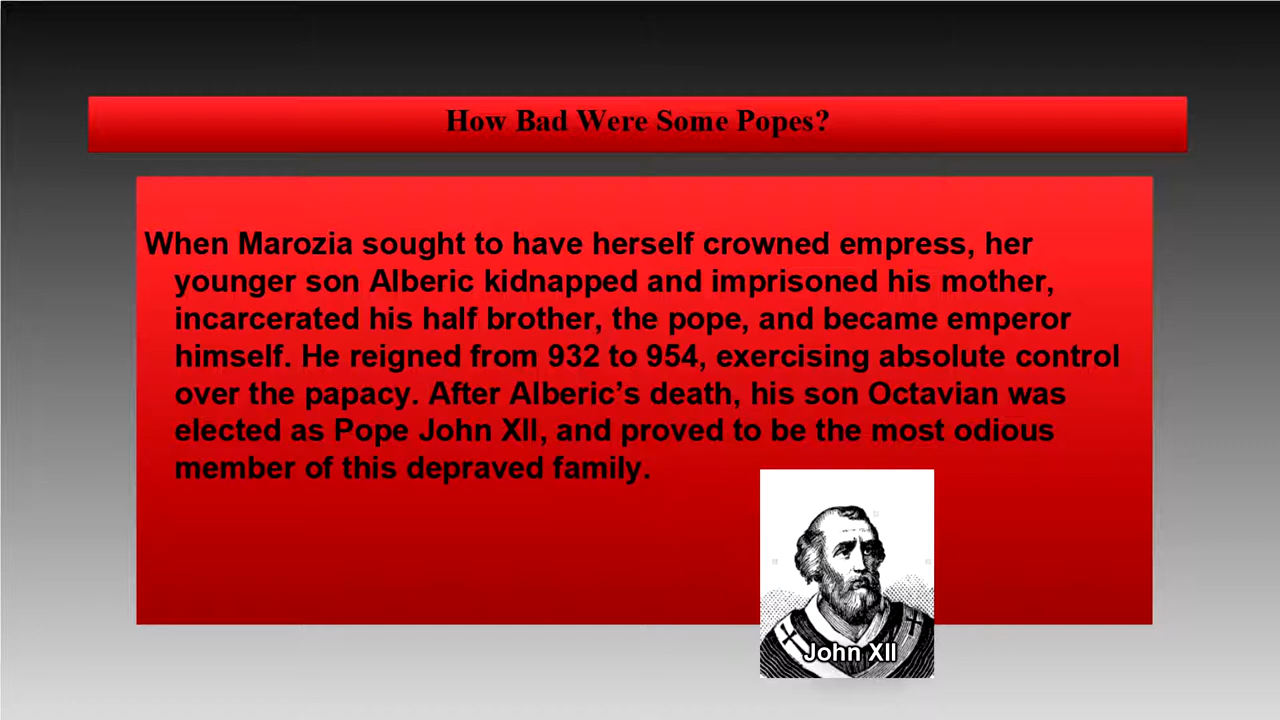 How Bad Were Some Popes?
When Marozia sought to have herself crowned empress, her
younger son Alberic kidnapped and imprisoned his mother,
incarcerated his half brother, the pope, and became emperor
himself. He reigned from 932 to 954, exercising absolute control
over the papacy. After Alberic’s death, his son Octavian was
elected as Pope John XII, and proved to be the most odious
member of this depraved family.
John XII